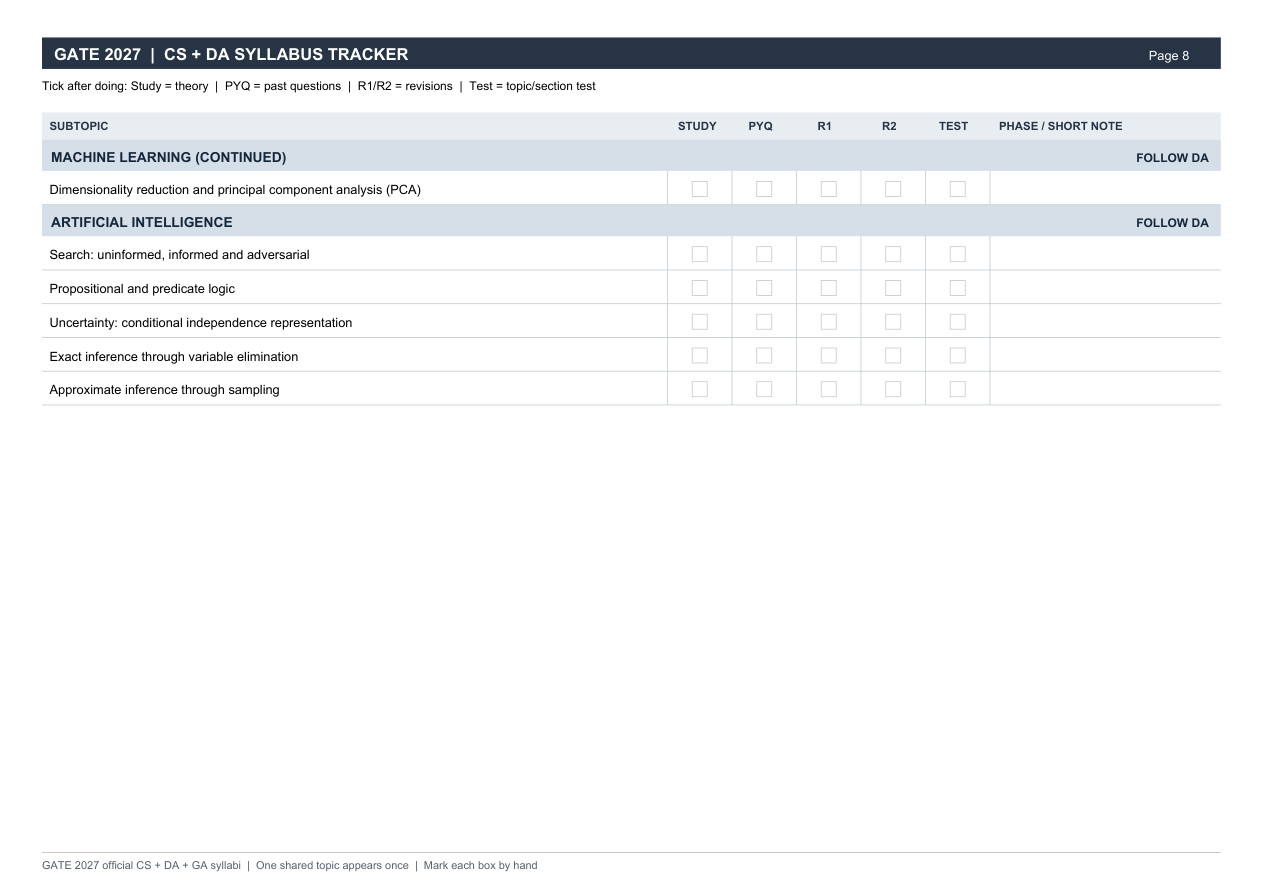 GATE 2027 | CS + DA SYLLABUS TRACKER Page 8
Tick after doing: Study = theory | PYQ = past questions | R1/R2 = revisions | Test = topic/section test
SUBTOPIC STUDY PYQ R1 R2 TEST PHASE / SHORT NOTE
MACHINE LEARNING (CONTINUED) FOLLOW DA
Dimensionality reduction and principal component analysis (PCA)
ARTIFICIAL INTELLIGENCE FOLLOW DA
Search: uninformed, informed and adversarial
Propositional and predicate logic
Uncertainty: conditional independence representation
Exact inference through variable elimination
Approximate inference through sampling
GATE 2027 official CS + DA + GA syllabi | One shared topic appears once | Mark each box by hand